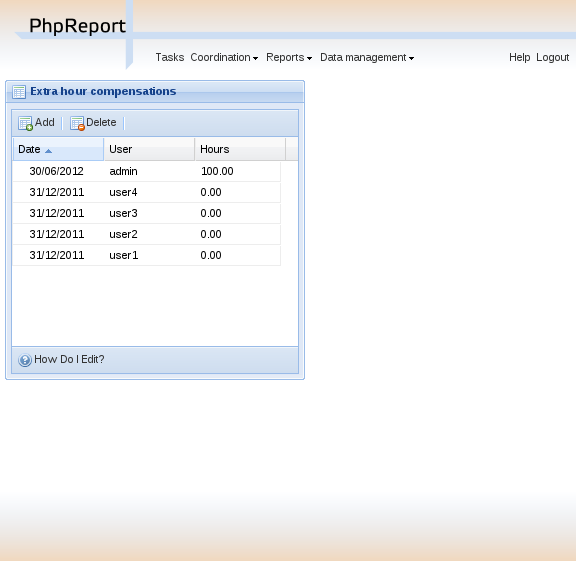 PhpReport
Tasks Coordination Reports Data management Help Logout
Extra hour compensations
Add Delete
Date User Hours
30/06/2012 admin 100.00
31/12/2011 user4 0.00
31/12/2011 user3 0.00
31/12/2011 user2 0.00
31/12/2011 user1 0.00
How Do I Edit?